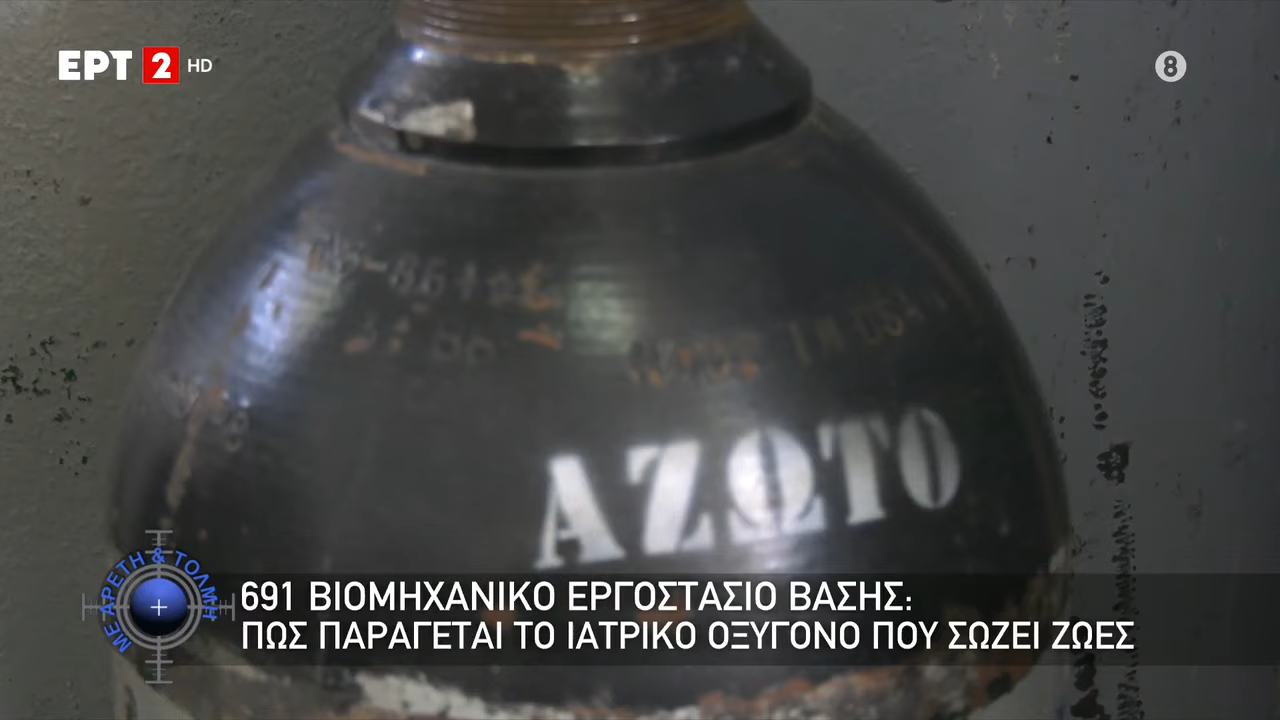 ΕΡΤ 2 HD
8
ΑΖΩΤΟ
ΜΕ ΑΡΕΤΗ & ΤΟΛΜΗ
691 ΒΙΟΜΗΧΑΝΙΚΟ ΕΡΓΟΣΤΑΣΙΟ ΒΑΣΗΣ:
ΠΩΣ ΠΑΡΑΓΕΤΑΙ ΤΟ ΙΑΤΡΙΚΟ ΟΞΥΓΟΝΟ ΠΟΥ ΣΩΖΕΙ ΖΩΕΣ